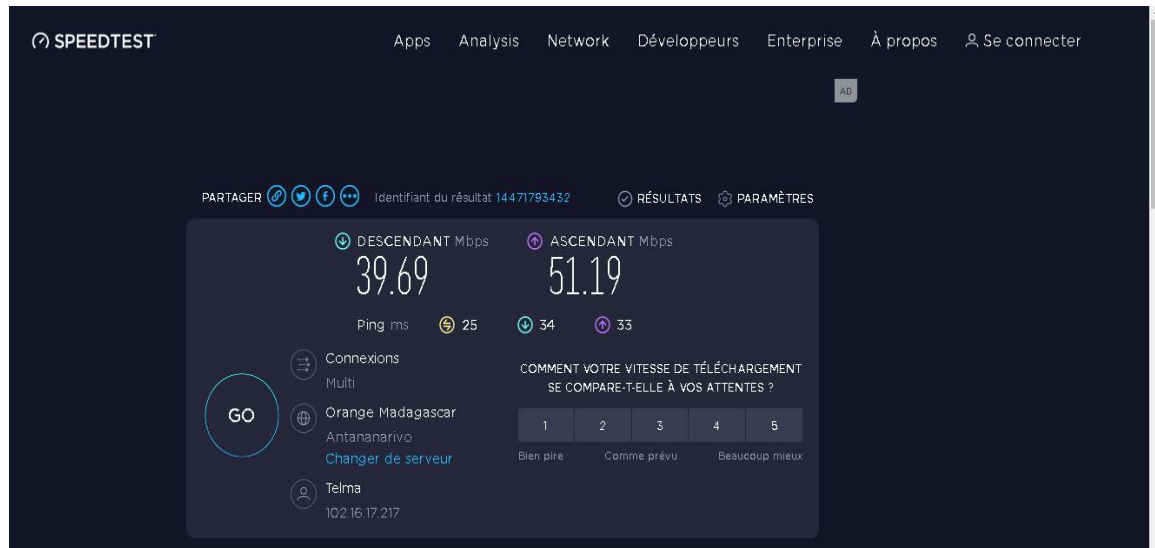 SPEEDTEST Apps Analysis Network Développeurs Enterprise À propos Se connecter
AD
PARTAGER Identifiant du résultat 14471793432 RÉSULTATS PARAMÈTRES
DESCENDANT Mbps ASCENDANT Mbps
39.69 51.19
Ping ms 25 34 33
GO
Connexions
Multi
Orange Madagascar
Antananarivo
Changer de serveur
Telma
102.16.17.217
COMMENT VOTRE VITESSE DE TÉLÉCHARGEMENT
SE COMPARE-T-ELLE À VOS ATTENTES ?
1 2 3 4 5
Bien pire Comme prévu Beaucoup mieux